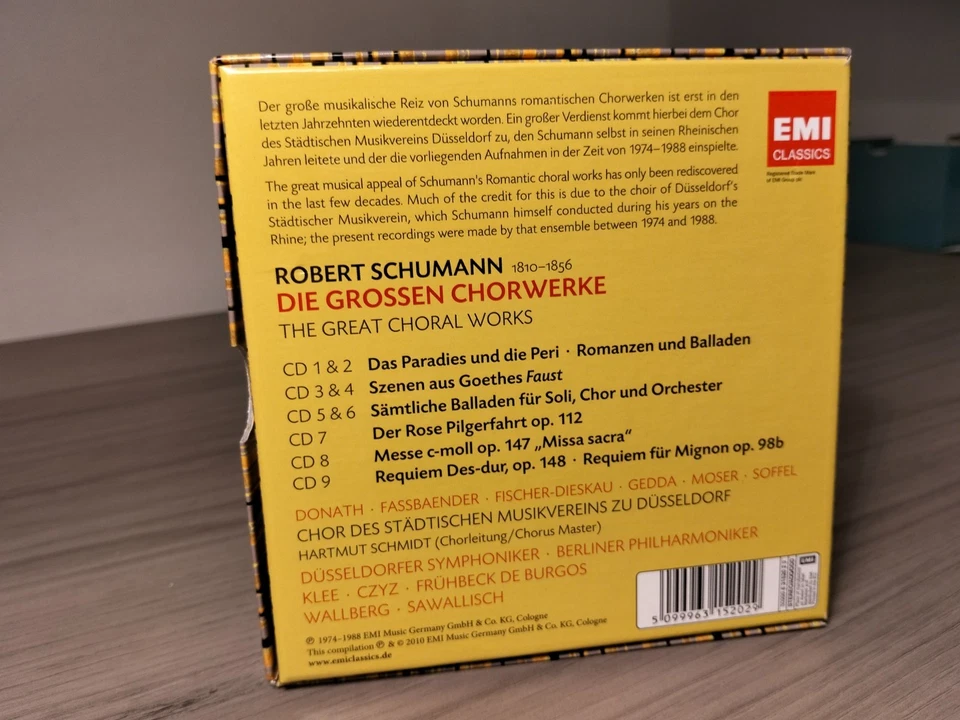 Der große musikalische Reiz von Schumanns romantischen Chorwerken ist erst in den
letzten Jahrzehnten wiederentdeckt worden. Ein großer Verdienst kommt hierbei dem Chor
des Städtischen Musikvereins Düsseldorf zu, den Schumann selbst in seinen Rheinischen
Jahren leitete und der die vorliegenden Aufnahmen in der Zeit von 1974–1988 einspielte.
The great musical appeal of Schumann's Romantic choral works has only been rediscovered
in the last few decades. Much of the credit for this is due to the choir of Düsseldorf's
Städtischer Musikverein, which Schumann himself conducted during his years on the
Rhine; the present recordings were made by that ensemble between 1974 and 1988.
EMI
CLASSICS
Registered Trade Mark
of EMI Group plc
ROBERT SCHUMANN 1810–1856
DIE GROSSEN CHORWERKE
THE GREAT CHORAL WORKS
CD 1 & 2 Das Paradies und die Peri · Romanzen und Balladen
CD 3 & 4 Szenen aus Goethes Faust
CD 5 & 6 Sämtliche Balladen für Soli, Chor und Orchester
CD 7 Der Rose Pilgerfahrt op. 112
CD 8 Messe c-moll op. 147 „Missa sacra“
CD 9 Requiem Des-dur, op. 148 · Requiem für Mignon op. 98b
DONATH · FASSBAENDER · FISCHER-DIESKAU · GEDDA · MOSER · SOFFEL
CHOR DES STÄDTISCHEN MUSIKVEREINS ZU DÜSSELDORF
HARTMUT SCHMIDT (Chorleitung/Chorus Master)
DÜSSELDORFER SYMPHONIKER · BERLINER PHILHARMONIKER
KLEE · CZYZ · FRÜHBECK DE BURGOS
WALLBERG · SAWALLISCH
℗ 1974–1988 EMI Music Germany GmbH & Co. KG, Cologne
This compilation ℗ & © 2010 EMI Music Germany GmbH & Co. KG, Cologne
www.emiclassics.de
5 099963 152029